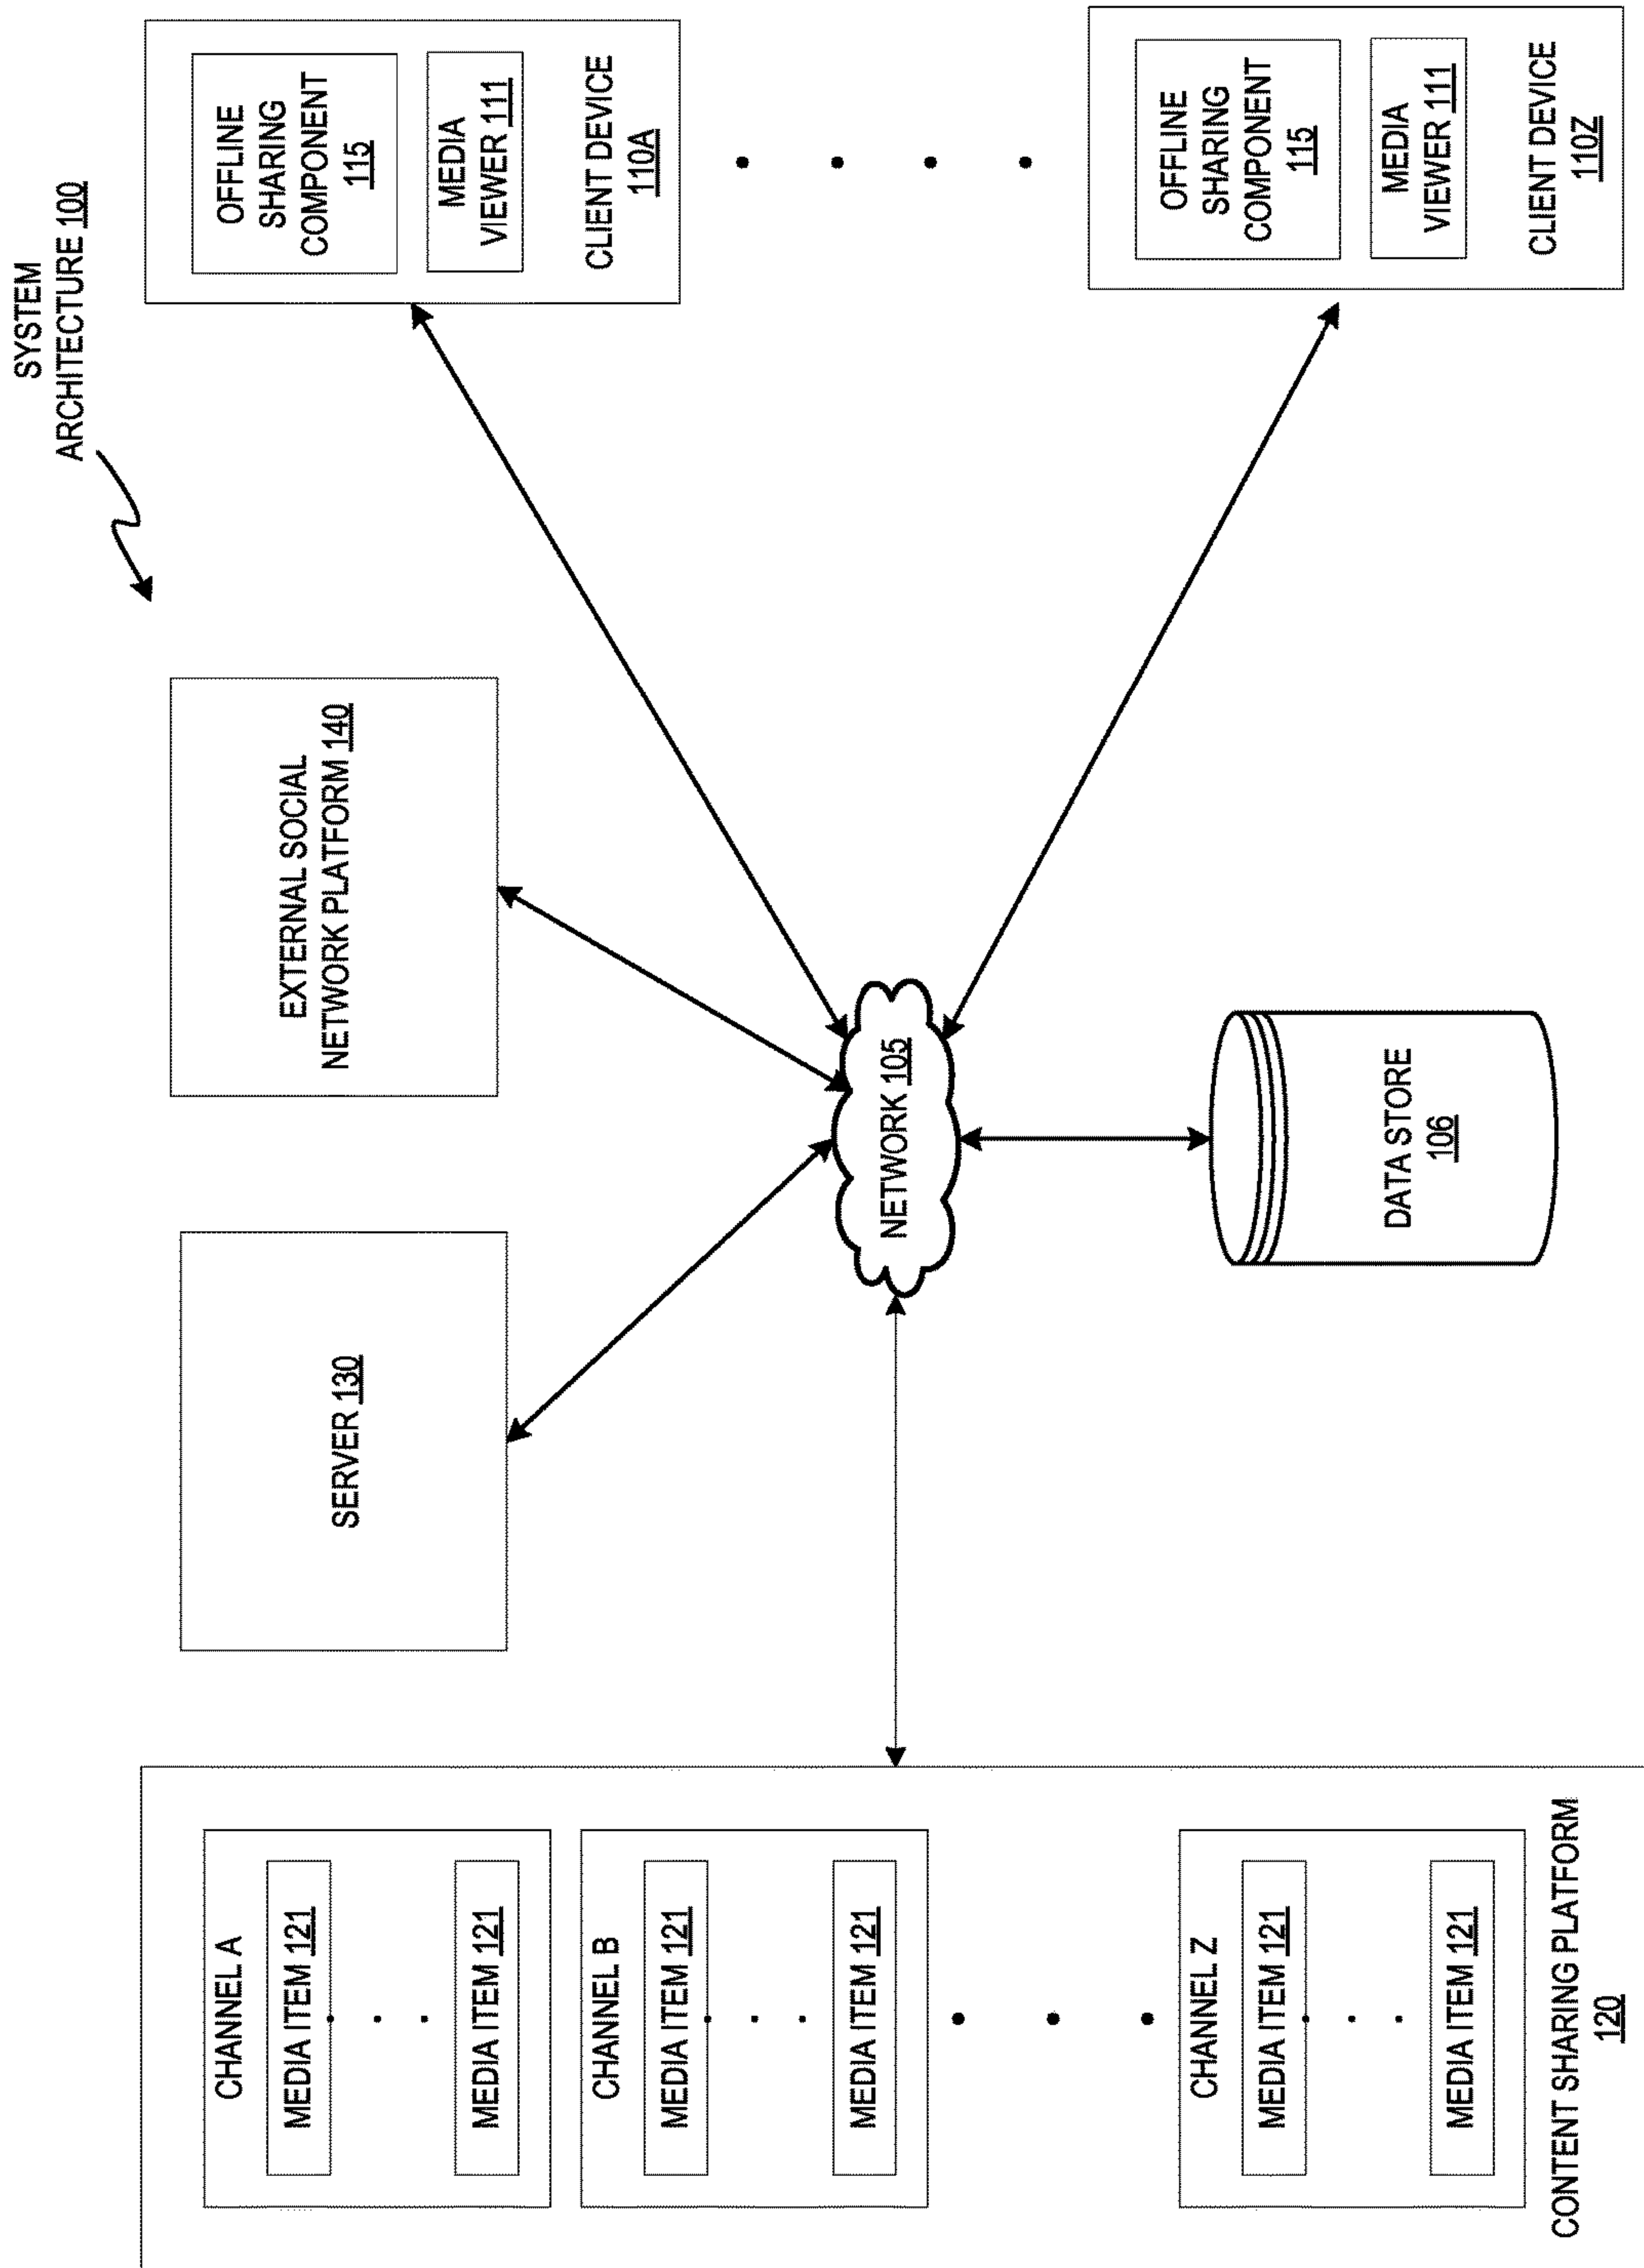 SYSTEM
ARCHITECTURE 100
CHANNEL A
MEDIA ITEM 121
MEDIA ITEM 121
CHANNEL B
MEDIA ITEM 121
MEDIA ITEM 121
CHANNEL Z
MEDIA ITEM 121
MEDIA ITEM 121
CONTENT SHARING PLATFORM
120
SERVER 130
EXTERNAL SOCIAL
NETWORK PLATFORM 140
NETWORK 105
DATA STORE
106
OFFLINE
SHARING
COMPONENT
115
MEDIA
VIEWER 111
CLIENT DEVICE
110A
OFFLINE
SHARING
COMPONENT
115
MEDIA
VIEWER 111
CLIENT DEVICE
110Z